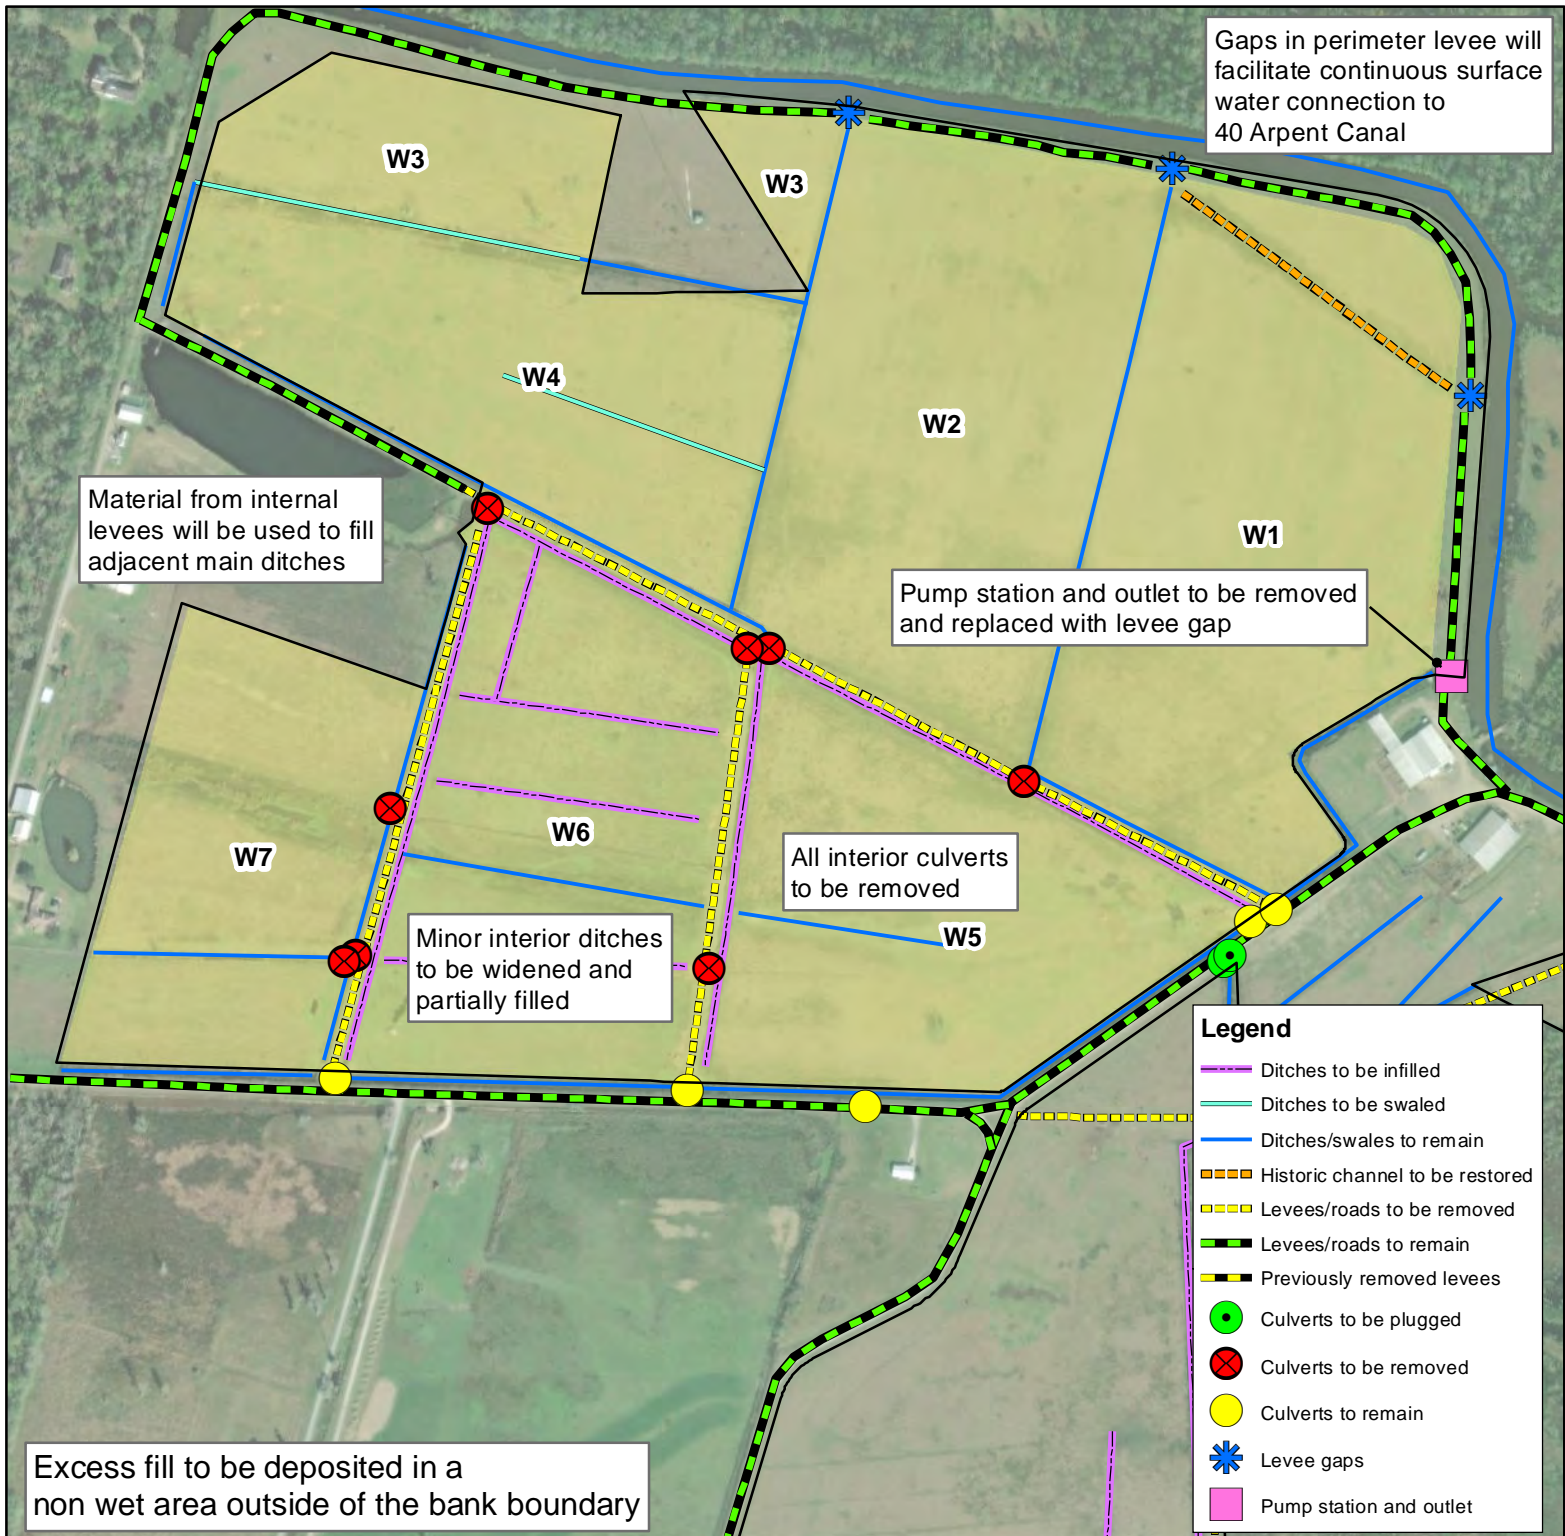 Gaps in perimeter levee will
facilitate continuous surface
water connection to
40 Arpent Canal
W3
W3
W4
W2
Material from internal
levees will be used to fill
adjacent main ditches
W1
Pump station and outlet to be removed
and replaced with levee gap
W6
W7
All interior culverts
to be removed
Minor interior ditches
to be widened and
partially filled
W5
Legend
Ditches to be infilled
Ditches to be swaled
Ditches/swales to remain
Historic channel to be restored
Levees/roads to be removed
Levees/roads to remain
Previously removed levees
Culverts to be plugged
Culverts to be removed
Culverts to remain
Levee gaps
Pump station and outlet
Excess fill to be deposited in a
non wet area outside of the bank boundary